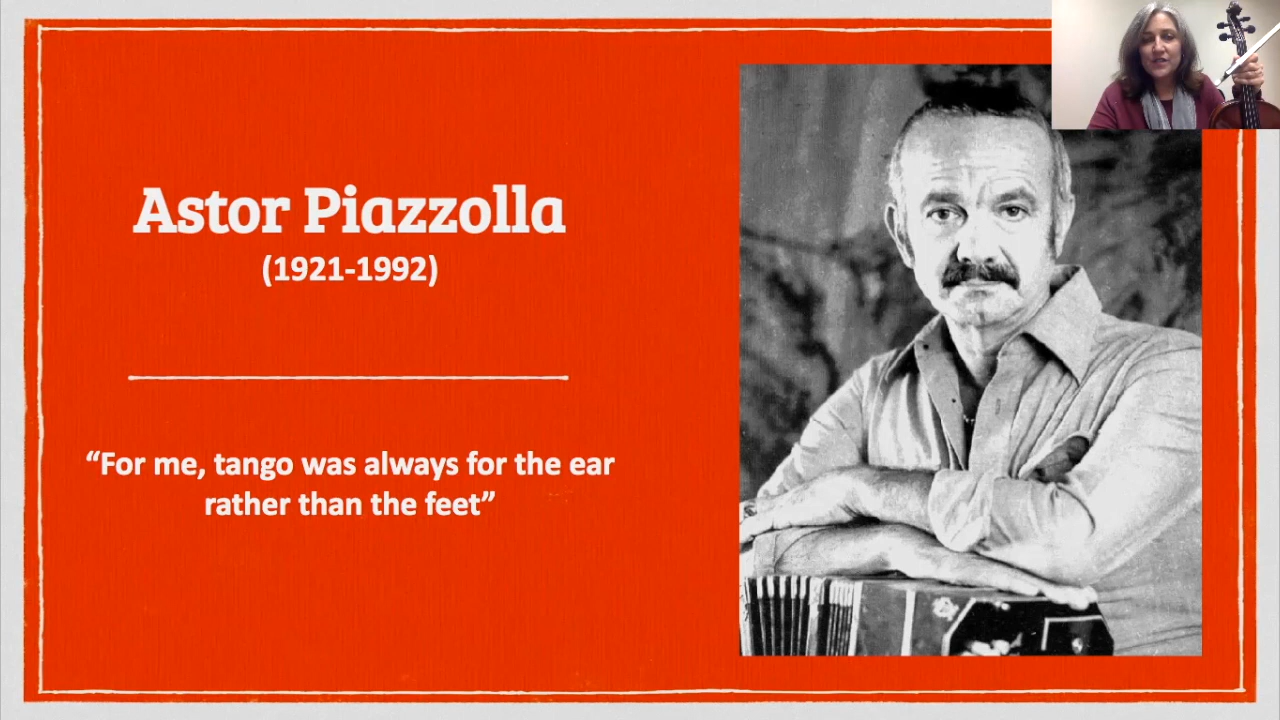 Astor Piazzolla
(1921-1992)
“For me, tango was always for the ear
rather than the feet”